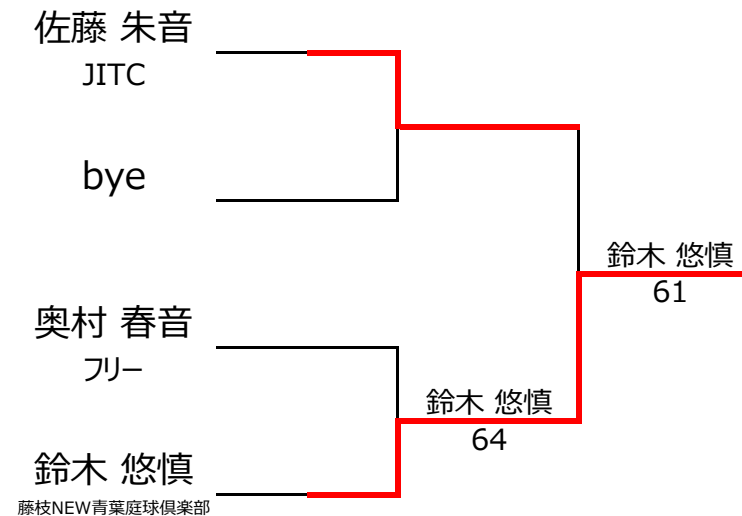 佐藤 朱音
JITC
bye
奥村 春音
フリー
鈴木 悠慎
藤枝NEW青葉庭球倶楽部
鈴木 悠慎
64
鈴木 悠慎
61